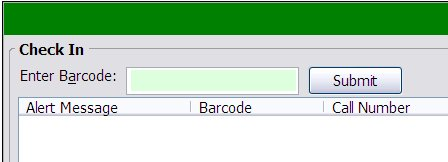 Check In
Enter Barcode: Submit
Alert Message Barcode Call Number